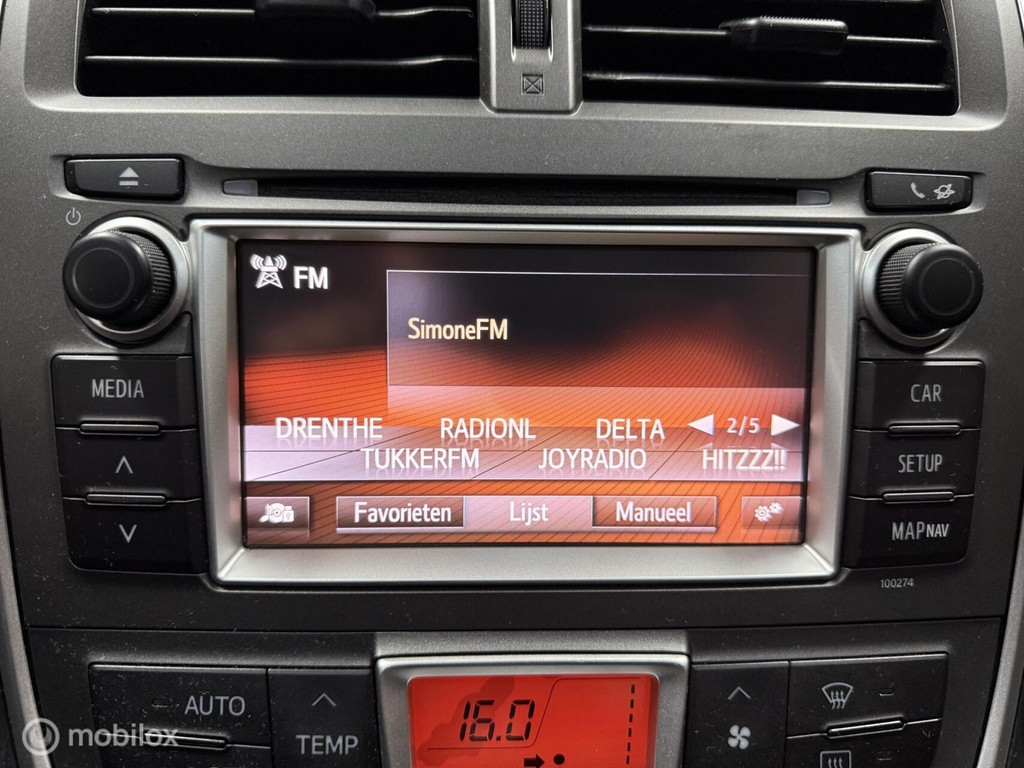 FM
SimoneFM
DRENTHE RADIONL DELTA 2/5
TUKKERFM JOYRADIO HITZZZ!!
Favorieten Lijst Manueel
MEDIA
CAR
SETUP
MAP NAV
100274
AUTO
TEMP
16.0
mobilox